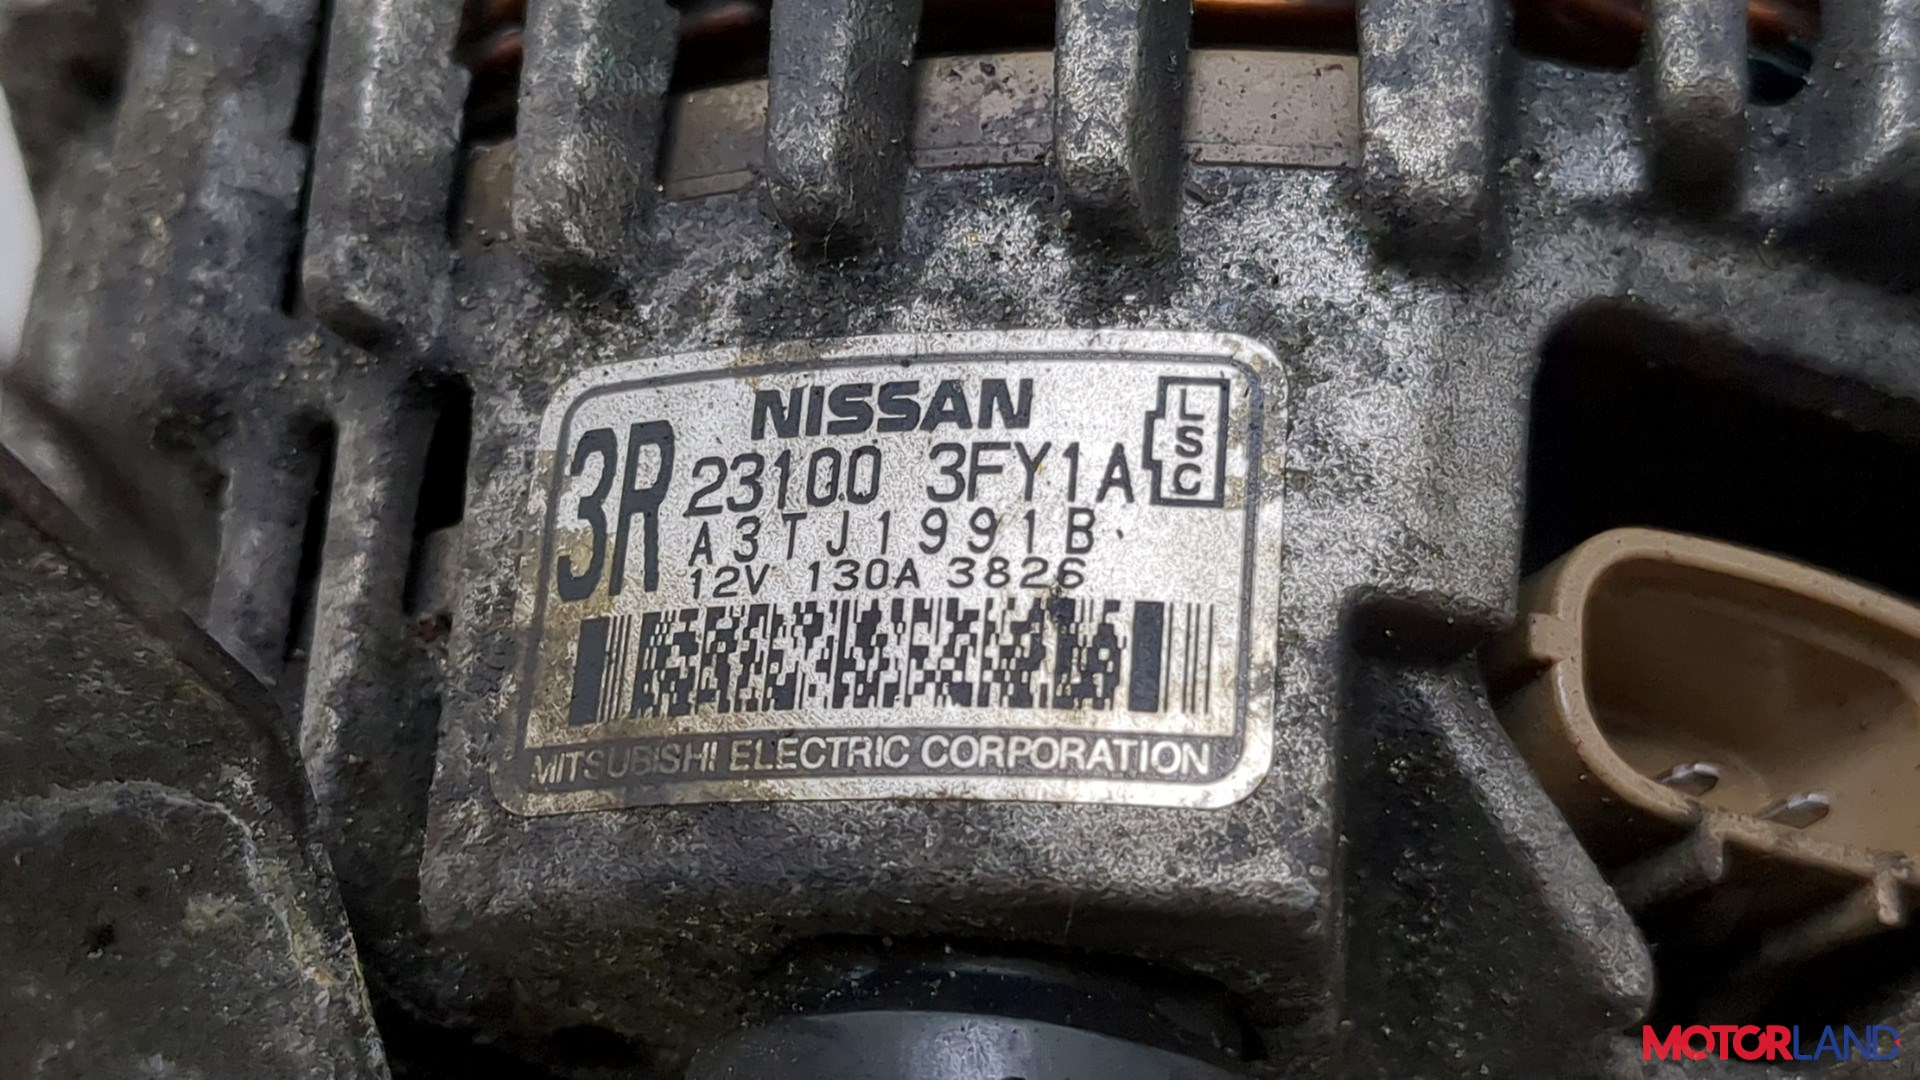 NISSAN
LSC
3R
23100 3FY1A
A3TJ1991B
12V 130A 3826
MITSUBISHI ELECTRIC CORPORATION
MOTORLAND